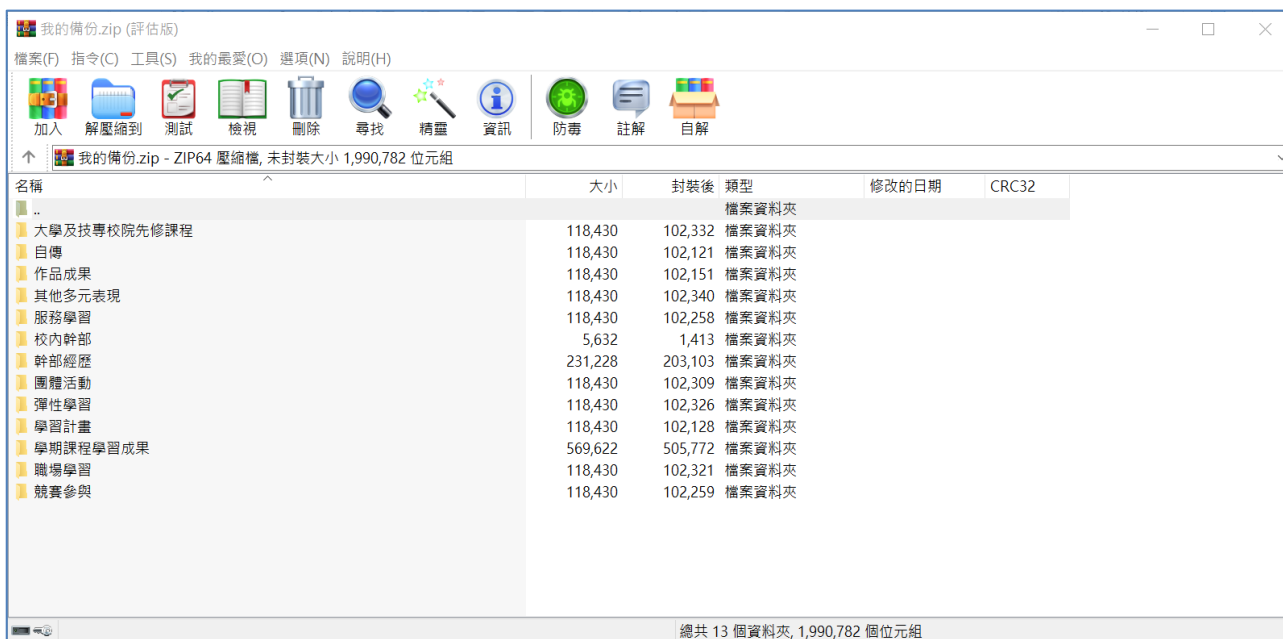 我的備份.zip (評估版)
檔案(F) 指令(C) 工具(S) 我的最愛(O) 選項(N) 說明(H)
加入 解壓縮到 測試 檢視 刪除 尋找 精靈 資訊 防毒 註解 自解
我的備份.zip - ZIP64 壓縮檔, 未封裝大小 1,990,782 位元組
名稱 大小 封裝後 類型 修改的日期 CRC32
.. 檔案資料夾
大學及技專校院先修課程 118,430 102,332 檔案資料夾
自傳 118,430 102,121 檔案資料夾
作品成果 118,430 102,151 檔案資料夾
其他多元表現 118,430 102,340 檔案資料夾
服務學習 118,430 102,258 檔案資料夾
校內幹部 5,632 1,413 檔案資料夾
幹部經歷 231,228 203,103 檔案資料夾
團體活動 118,430 102,309 檔案資料夾
彈性學習 118,430 102,326 檔案資料夾
學習計畫 118,430 102,128 檔案資料夾
學期課程學習成果 569,622 505,772 檔案資料夾
職場學習 118,430 102,321 檔案資料夾
競賽參與 118,430 102,259 檔案資料夾
總共 13 個資料夾, 1,990,782 個位元組